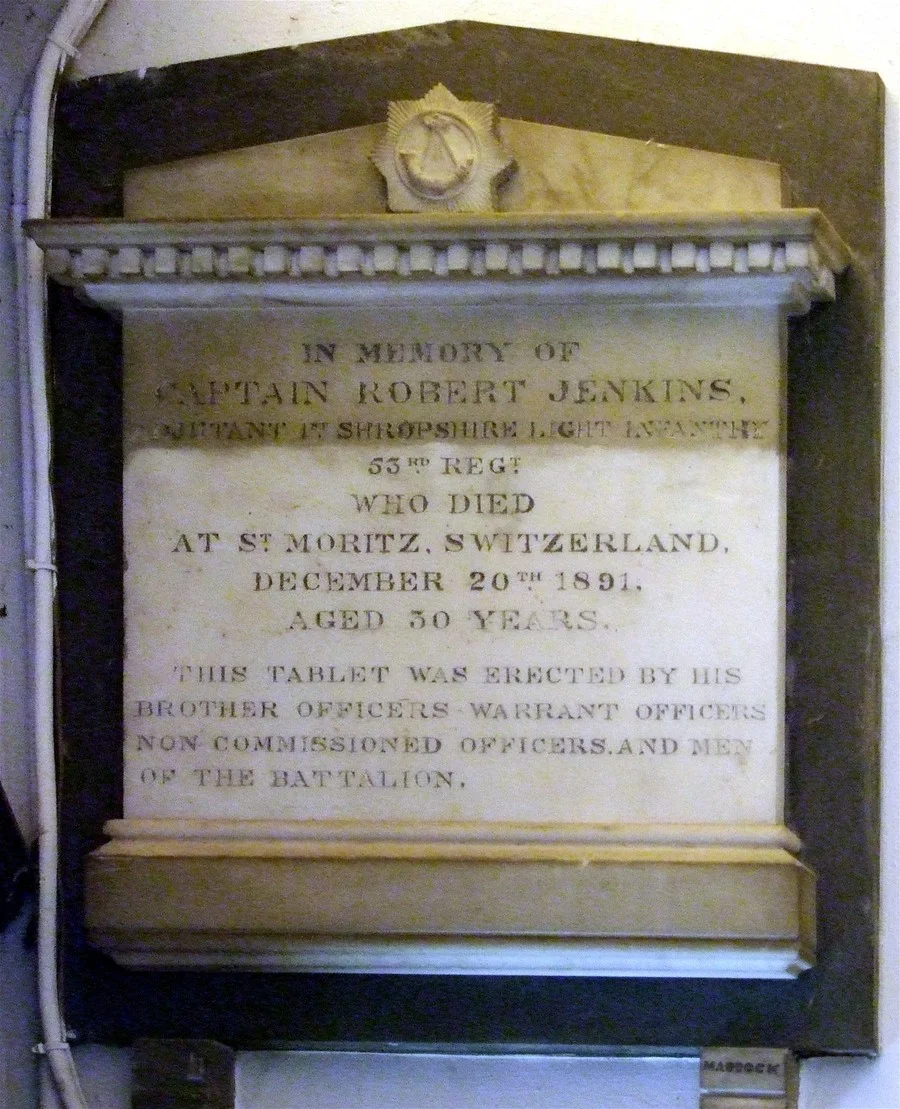 IN MEMORY OF
CAPTAIN ROBERT JENKINS,
ADJUTANT 1ST SHROPSHIRE LIGHT INFANTRY
53RD REGT
WHO DIED
AT ST MORITZ, SWITZERLAND,
DECEMBER 20TH 1891,
AGED 30 YEARS.
THIS TABLET WAS ERECTED BY HIS
BROTHER OFFICERS WARRANT OFFICERS
NON COMMISSIONED OFFICERS. AND MEN
OF THE BATTALION.
MADDOCK